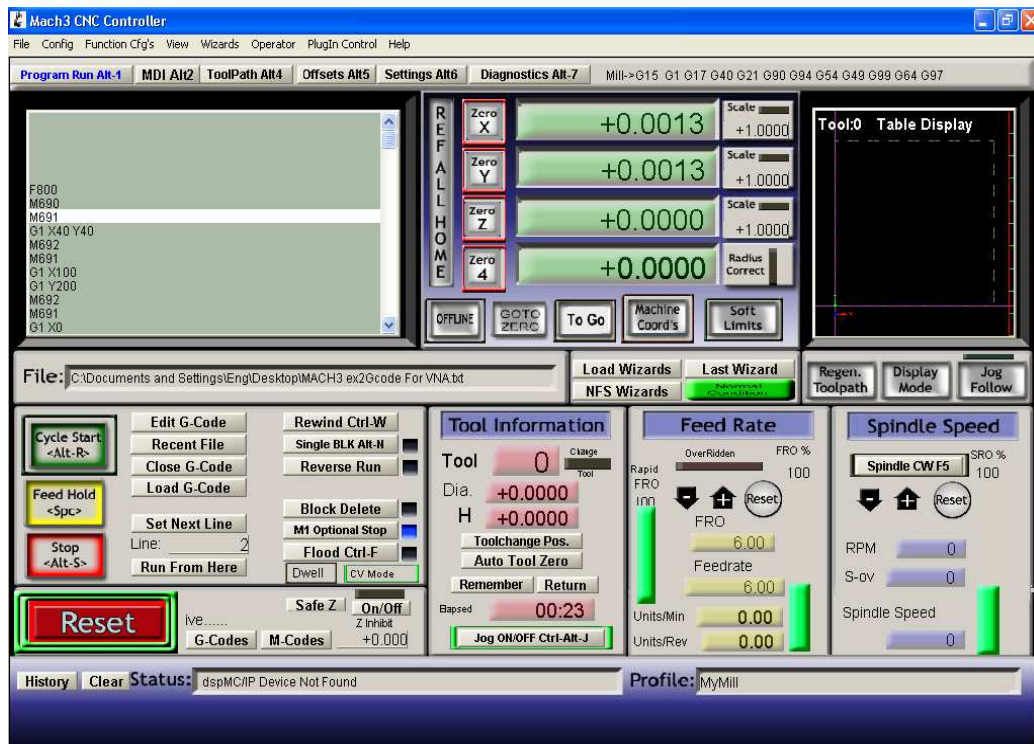 Mach3 CNC Controller
File Config Function Cfg's View Wizards Operator PlugIn Control Help
Program Run Alt-1 MDI Alt2 ToolPath Alt4 Offsets Alt5 Settings Alt6 Diagnostics Alt-7 Mill->G15 G1 G17 G40 G21 G90 G94 G54 G49 G99 G64 G97
F800
M690
M691
G1 X40 Y40
M692
M691
G1 X100
G1 Y200
M692
M691
G1 X0
REF ALL HOME
Zero X +0.0013 Scale +1.0000
Zero Y +0.0013 Scale +1.0000
Zero Z +0.0000 Scale +1.0000
Zero 4 +0.0000 Radius Correct
OFFLINE GOTO ZERO To Go Machine Coord's Soft Limits
Tool:0 Table Display
File: C:\Documents and Settings\Eng\Desktop\MACH3 ex2Gcode For VNA.txt
Load Wizards Last Wizard
NFS Wizards Normal Condition
Regen. Toolpath Display Mode Jog Follow
Cycle Start <Alt-R>
Feed Hold <Spc>
Stop <Alt-S>
Edit G-Code
Recent File
Close G-Code
Load G-Code
Set Next Line
Line: 2
Run From Here
Rewind Ctrl-W
Single BLK Alt-N
Reverse Run
Block Delete
M1 Optional Stop
Flood Ctrl-F
Dwell CV Mode
Reset
ive......
G-Codes M-Codes
Safe Z On/Off
Z Inhibit
+0.000
Tool Information
Tool 0 Change Tool
Dia. +0.0000
H +0.0000
Toolchange Pos.
Auto Tool Zero
Remember Return
Elapsed 00:23
Jog ON/OFF Ctrl-Alt-J
Feed Rate
OverRidden FRO %
100
Rapid FRO
100
Reset
FRO
6.00
Feedrate
6.00
Units/Min 0.00
Units/Rev 0.00
Spindle Speed
Spindle CW F5 SRO %
100
Reset
RPM 0
S-ov 0
Spindle Speed
0
History Clear Status: dspMC/IP Device Not Found Profile: MyMill